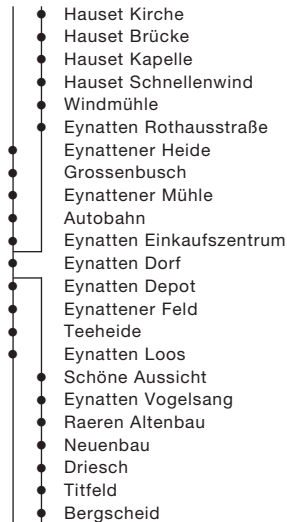 Hauset Kirche
Hauset Brücke
Hauset Kapelle
Hauset Schnellenwind
Windmühle
Eynatten Rothausstraße
Eynattener Heide
Grossenbusch
Eynattener Mühle
Autobahn
Eynatten Einkaufszentrum
Eynatten Dorf
Eynatten Depot
Eynattener Feld
Teeheide
Eynatten Loos
Schöne Aussicht
Eynatten Vogelsang
Raeren Altenbau
Neuenbau
Driesch
Titfeld
Bergscheid